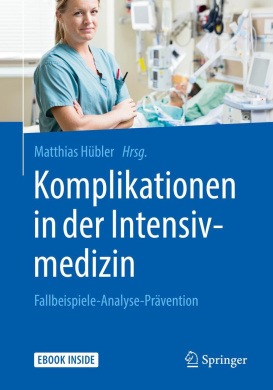 Matthias Hübler Hrsg.
Komplikationen
in der Intensiv-
medizin
Fallbeispiele-Analyse-Prävention
EBOOK INSIDE
Springer